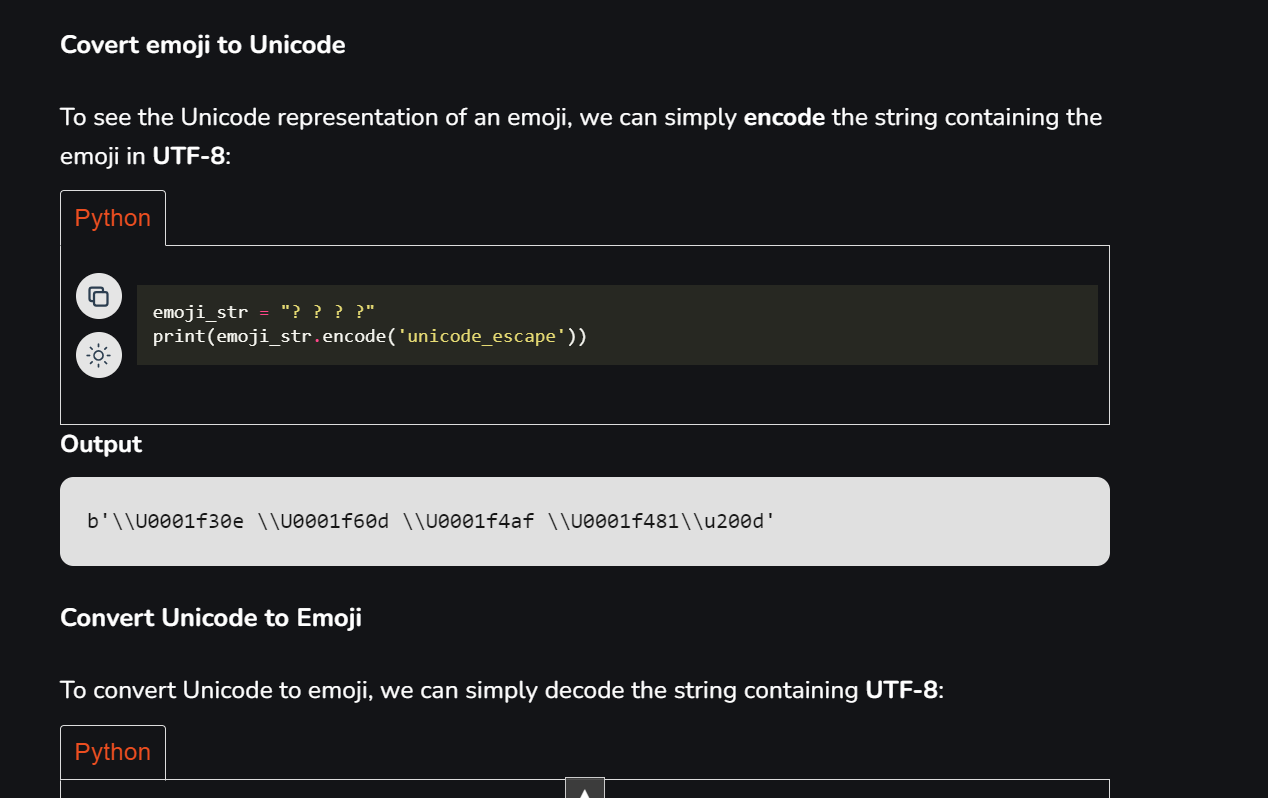 Covert emoji to Unicode
To see the Unicode representation of an emoji, we can simply encode the string containing the
emoji in UTF-8:
Python
emoji_str = "? ? ? ?"
print(emoji_str.encode('unicode_escape'))
Output
b'\\U0001f30e \\U0001f60d \\U0001f4af \\U0001f481\\u200d'
Convert Unicode to Emoji
To convert Unicode to emoji, we can simply decode the string containing UTF-8:
Python